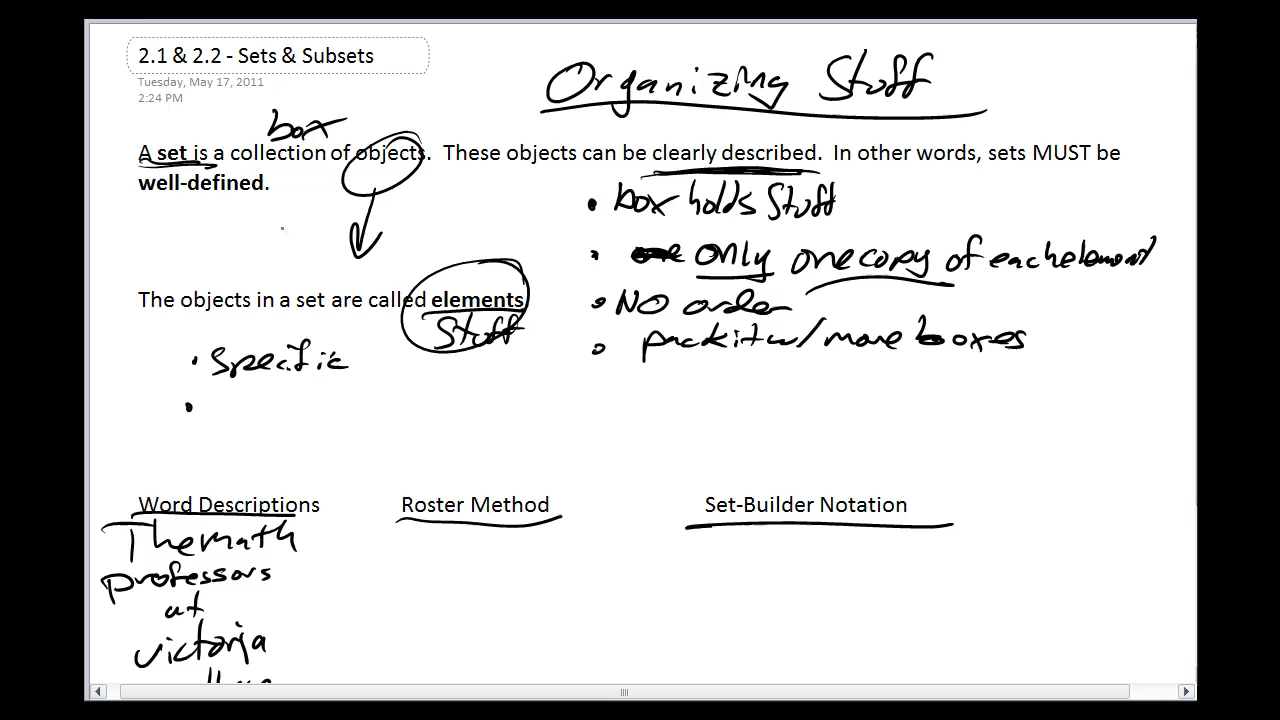 2.1 & 2.2 - Sets & Subsets
Tuesday, May 17, 2011
2:24 PM
Organizing Stuff
box
A set is a collection of objects. These objects can be clearly described. In other words, sets MUST be
well-defined.
• box holds Stuff
• only one copy of each element
The objects in a set are called elements
• NO order
Stuff
• pack it w/ more boxes
• Specific
•
Word Descriptions Roster Method Set-Builder Notation
The math
professors
at
victoria